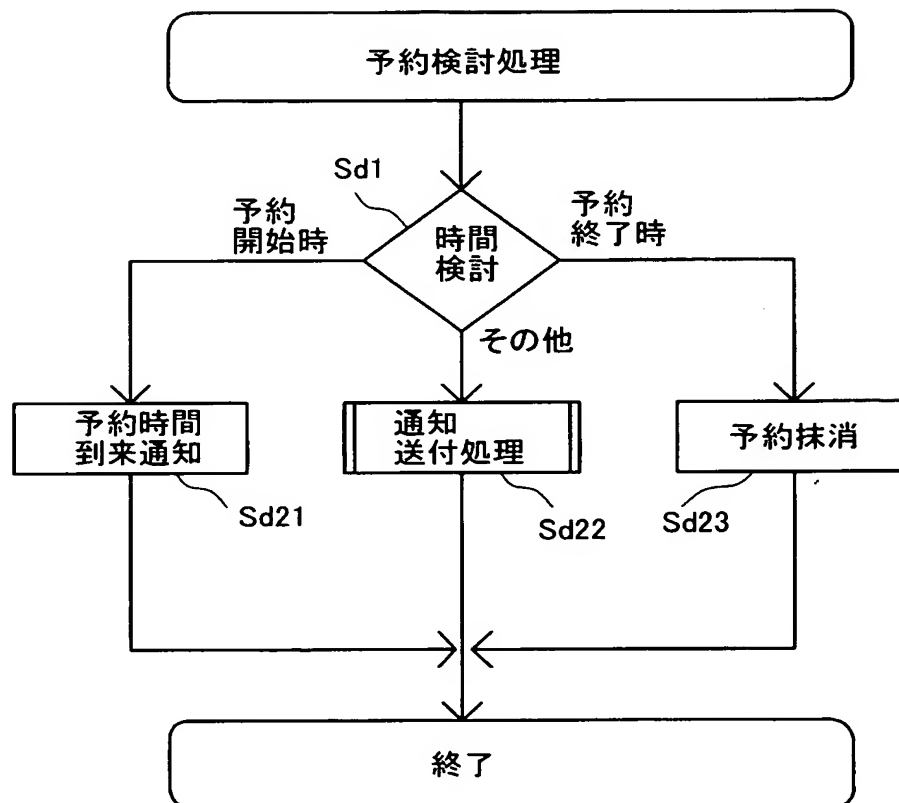 予約検討処理
Sd1
予約
開始時
時間
検討
予約
終了時
その他
予約時間
到来通知
通知
送付処理
予約抹消
Sd21
Sd22
Sd23
終了